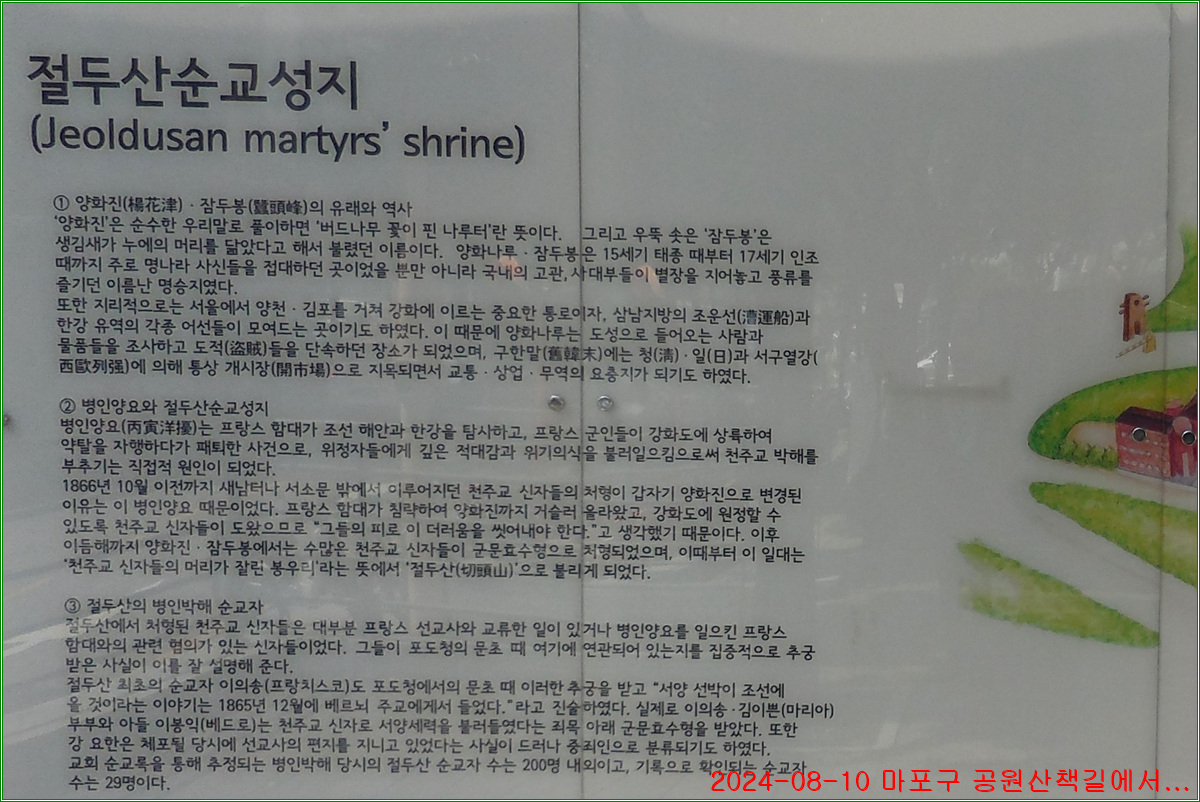 절두산순교성지
(Jeoldusan martyrs' shrine)
① 양화진(楊花津) · 잠두봉(蠶頭峰)의 유래와 역사
'양화진'은 순수한 우리말로 풀이하면 '버드나무 꽃이 핀 나루터'란 뜻이다. 그리고 우뚝 솟은 '잠두봉'은
생김새가 누에의 머리를 닮았다고 해서 불렸던 이름이다. 양화나루 · 잠두봉은 15세기 태종 때부터 17세기 인조
때까지 주로 명나라 사신들을 접대하던 곳이었을 뿐만 아니라 국내의 고관, 사대부들이 별장을 지어놓고 풍류를
즐기던 이름난 명승지였다.
또한 지리적으로는 서울에서 양천 · 김포를 거쳐 강화에 이르는 중요한 통로이자, 삼남지방의 조운선(漕運船)과
한강 유역의 각종 어선들이 모여드는 곳이기도 하였다. 이 때문에 양화나루는 도성으로 들어오는 사람과
물품들을 조사하고 도적(盜賊)들을 단속하던 장소가 되었으며, 구한말(舊韓末)에는 청(淸) · 일(日)과 서구열강(
西歐列强)에 의해 통상 개시장(開市場)으로 지목되면서 교통 · 상업 · 무역의 요충지가 되기도 하였다.
② 병인양요와 절두산순교성지
병인양요(丙寅洋擾)는 프랑스 함대가 조선 해안과 한강을 탐사하고, 프랑스 군인들이 강화도에 상륙하여
약탈을 자행하다가 패퇴한 사건으로, 위정자들에게 깊은 적대감과 위기의식을 불러일으킴으로써 천주교 박해를
부추기는 직접적 원인이 되었다.
1866년 10월 이전까지 새남터나 서소문 밖에서 이루어지던 천주교 신자들의 처형이 갑자기 양화진으로 변경된
이유는 이 병인양요 때문이었다. 프랑스 함대가 침략하여 양화진까지 거슬러 올라왔고, 강화도에 원정할 수
있도록 천주교 신자들이 도왔으므로 "그들의 피로 이 더러움을 씻어내야 한다."고 생각했기 때문이다. 이후
이듬해까지 양화진 · 잠두봉에서는 수많은 천주교 신자들이 군문효수형으로 처형되었으며, 이때부터 이 일대는
'천주교 신자들의 머리가 잘린 봉우리'라는 뜻에서 '절두산(切頭山)'으로 불리게 되었다.
③ 절두산의 병인박해 순교자
절두산에서 처형된 천주교 신자들은 대부분 프랑스 선교사와 교류한 일이 있거나 병인양요를 일으킨 프랑스
함대와의 관련 혐의가 있는 신자들이었다. 그들이 포도청의 문초 때 여기에 연관되어 있는지를 집중적으로 추궁
받은 사실이 이를 잘 설명해 준다.
절두산 최초의 순교자 이의송(프랑치스코)도 포도청에서의 문초 때 이러한 추궁을 받고 "서양 선박이 조선에
올 것이라는 이야기는 1865년 12월에 베르뇌 주교에게서 들었다."라고 진술하였다. 실제로 이의송 · 김이쁜(마리아)
부부와 아들 이봉익(베드로)는 천주교 신자로 서양세력을 불러들였다는 죄목 아래 군문효수형을 받았다. 또한
강 요한은 체포될 당시에 선교사의 편지를 지니고 있었다는 사실이 드러나 중죄인으로 분류되기도 하였다.
교회 순교록을 통해 추정되는 병인박해 당시의 절두산 순교자 수는 200명 내외이고, 기록으로 확인되는 순교자
수는 29명이다.
2024-08-10 마포구 공원산책길에서...